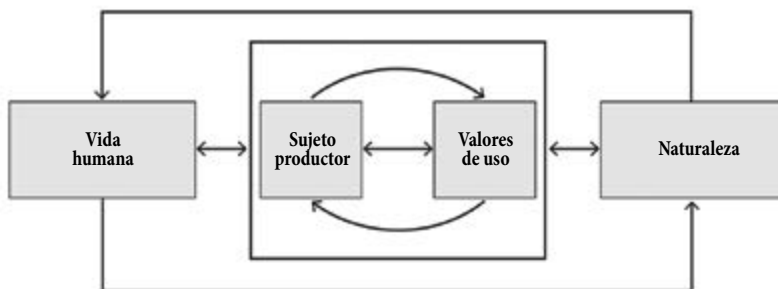 Vida
humana
Sujeto
productor
Valores
de uso
Naturaleza